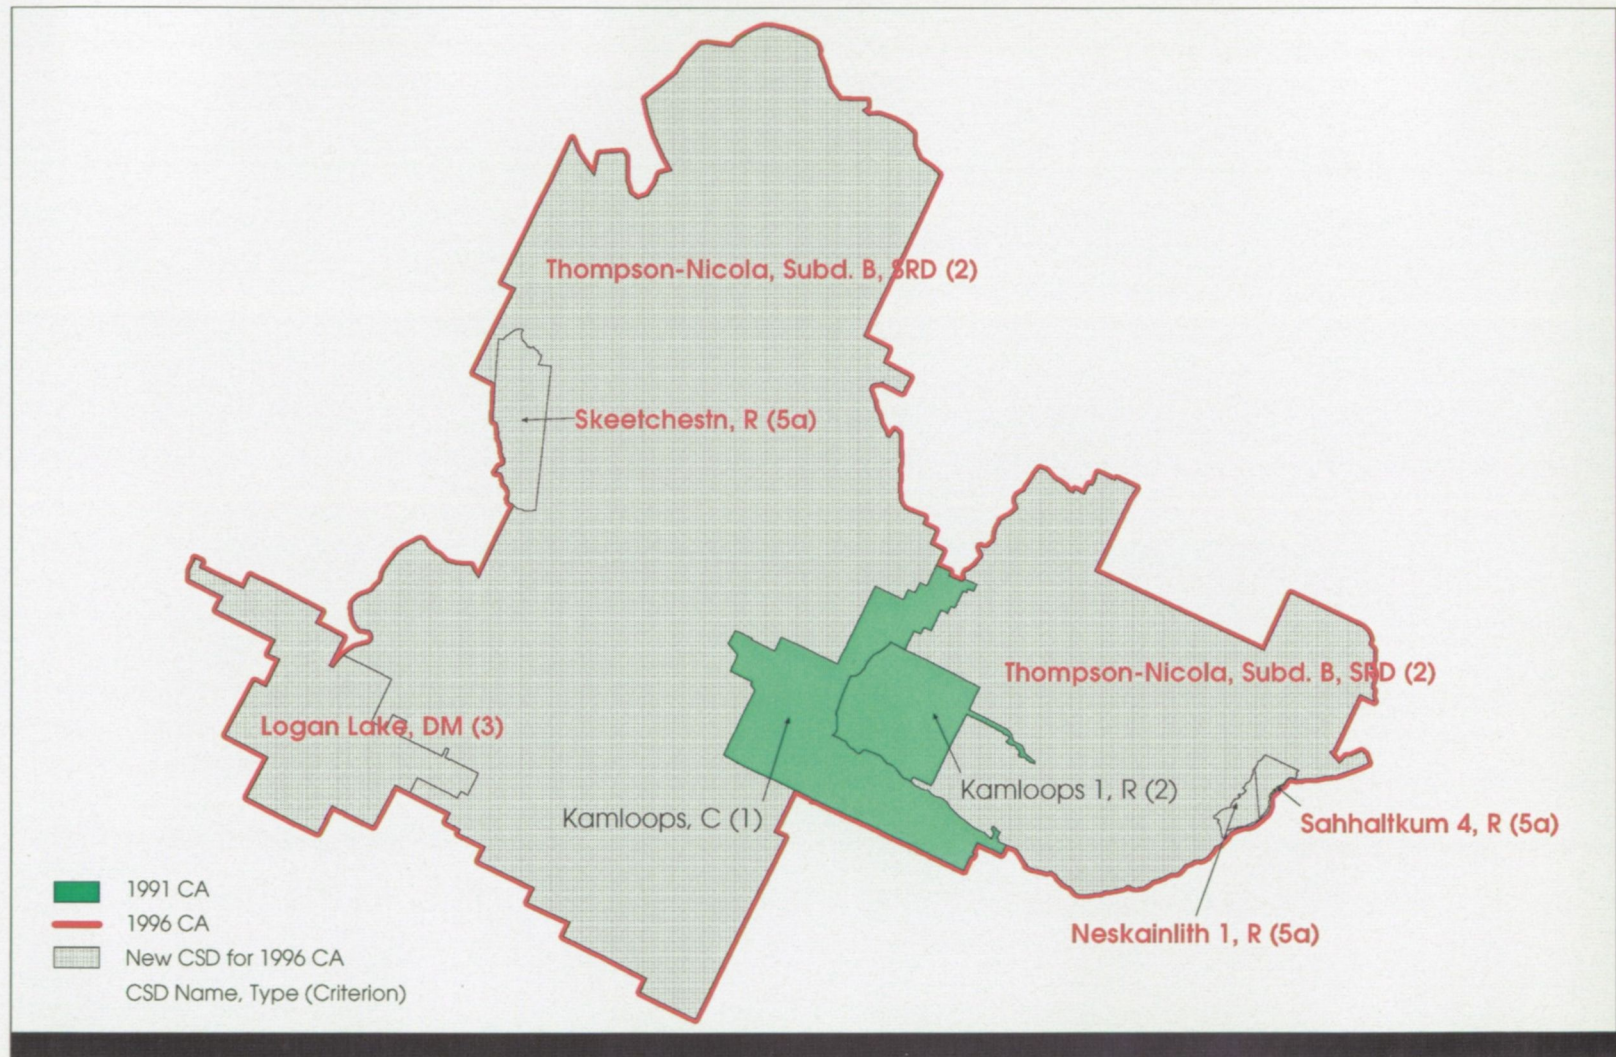 Thompson-Nicola, Subd. B, SRD (2)
Skeetchestn, R (5a)
Thompson-Nicola, Subd. B, SRD (2)
Logan Lake, DM (3)
Kamloops 1, R (2)
Kamloops, C (1)
Sahhaltkum 4, R (5a)
Neskainlith 1, R (5a)
1991 CA
1996 CA
New CSD for 1996 CA
CSD Name, Type (Criterion)